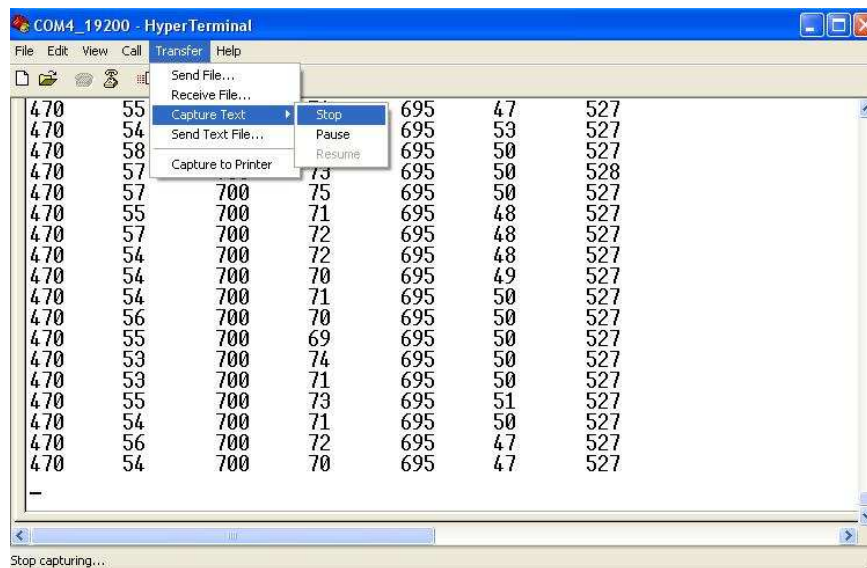 COM4_19200 - HyperTerminal
File Edit View Call Transfer Help
Send File...
Receive File...
Capture Text
Send Text File...
Capture to Printer
Stop
Pause
Resume
470 55 695 47 527
470 54 695 53 527
470 58 695 50 527
470 57 73 695 50 528
470 57 700 75 695 50 527
470 55 700 71 695 48 527
470 57 700 72 695 48 527
470 54 700 72 695 48 527
470 54 700 70 695 49 527
470 54 700 71 695 50 527
470 56 700 70 695 50 527
470 55 700 69 695 50 527
470 53 700 74 695 50 527
470 53 700 71 695 50 527
470 55 700 73 695 51 527
470 54 700 71 695 50 527
470 56 700 72 695 47 527
470 54 700 70 695 47 527
_
Stop capturing...